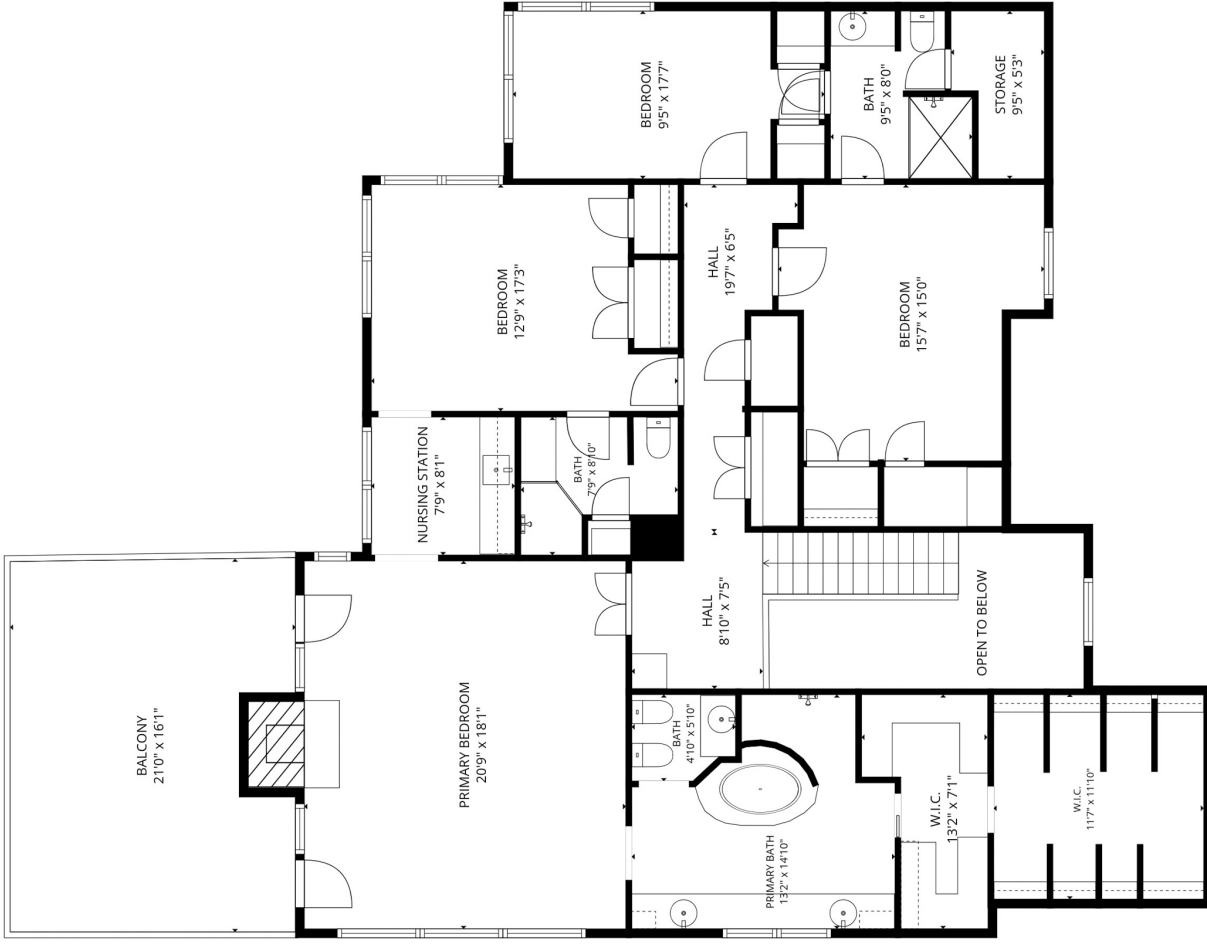 BEDROOM
9'5" x 17'7"
BATH
9'5" x 8'0"
STORAGE
9'5" x 5'3"
BEDROOM
12'9" x 17'3"
HALL
19'7" x 6'5"
BEDROOM
15'7" x 15'0"
NURSING STATION
7'9" x 8'1"
BATH
7'9" x 8'10"
HALL
8'10" x 7'5"
OPEN TO BELOW
BALCONY
21'0" x 16'1"
PRIMARY BEDROOM
20'9" x 18'1"
BATH
4'10" x 5'10"
PRIMARY BATH
13'2" x 14'10"
W.I.C.
13'2" x 7'1"
W.I.C.
11'7" x 11'10"